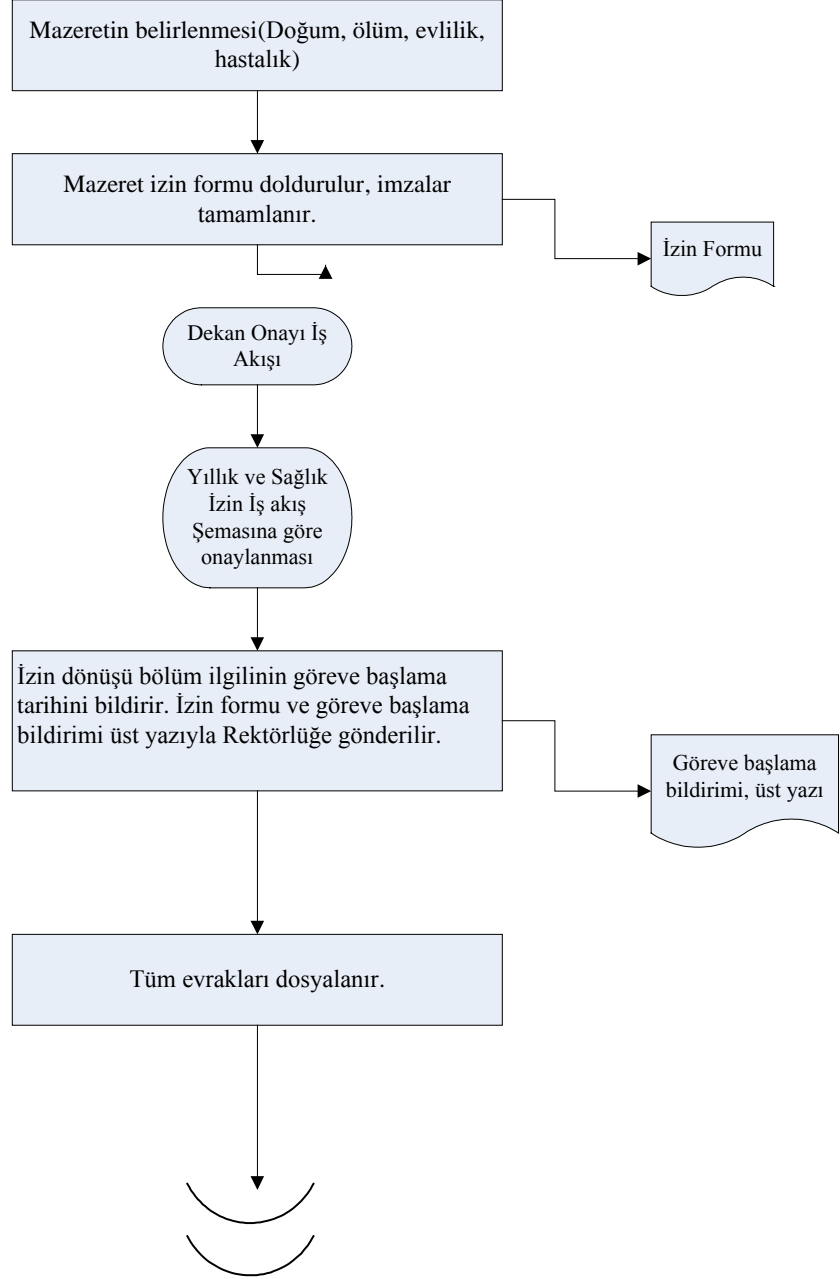 Mazeretin belirlenmesi(Doğum, ölüm, evlilik,
hastalık)
Mazeret izin formu doldurulur, imzalar
tamamlanır.
İzin Formu
Dekan Onayı İş
Akışı
Yıllık ve Sağlık
İzin İş akış
Şemasına göre
onaylanması
İzin dönüşü bölüm ilgilinin göreve başlama
tarihini bildirir. İzin formu ve göreve başlama
bildirimi üst yazıyla Rektörlüğe gönderilir.
Göreve başlama
bildirimi, üst yazı
Tüm evrakları dosyalanır.